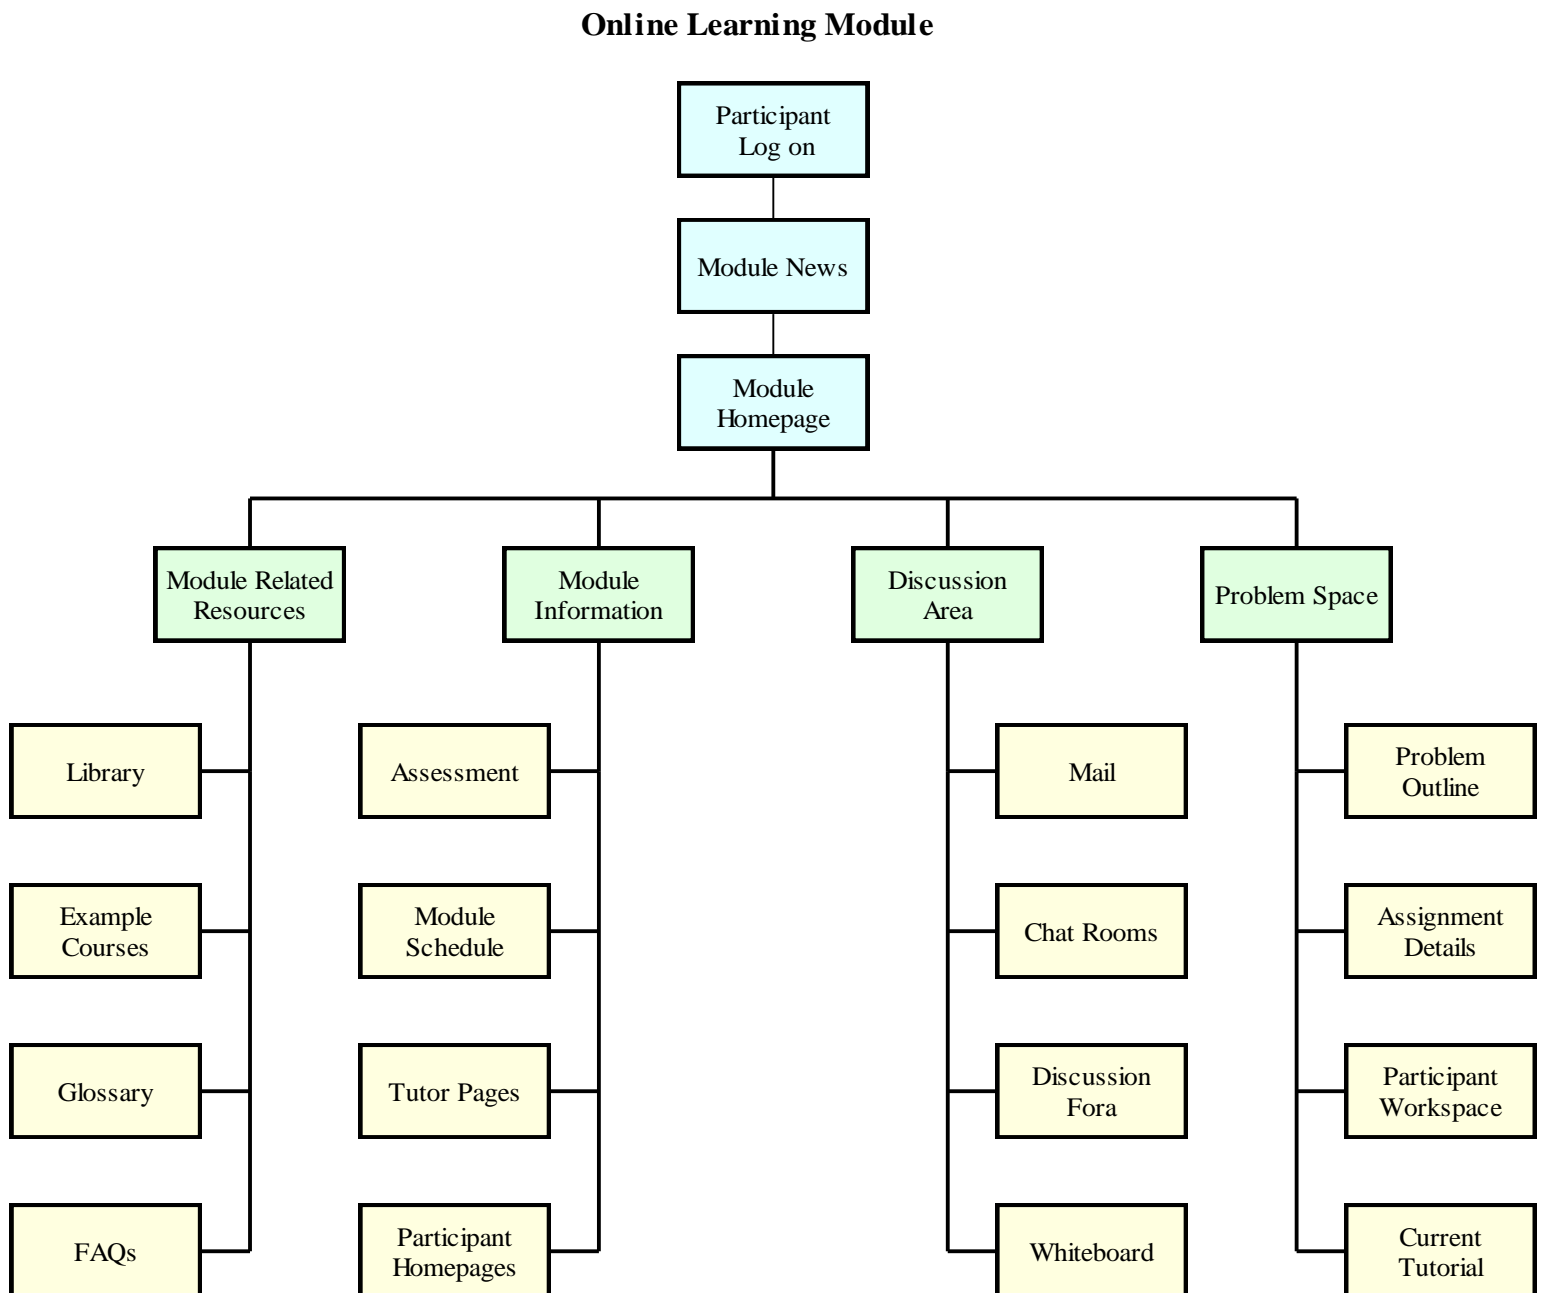 Online Learning Module
Participant
Log on
Module News
Module
Homepage
Module Related
Resources
Module
Information
Discussion
Area
Problem Space
Library
Assessment
Mail
Problem
Outline
Example
Courses
Module
Schedule
Chat Rooms
Assignment
Details
Glossary
Tutor Pages
Discussion
Fora
Participant
Workspace
FAQs
Participant
Homepages
Whiteboard
Current
Tutorial